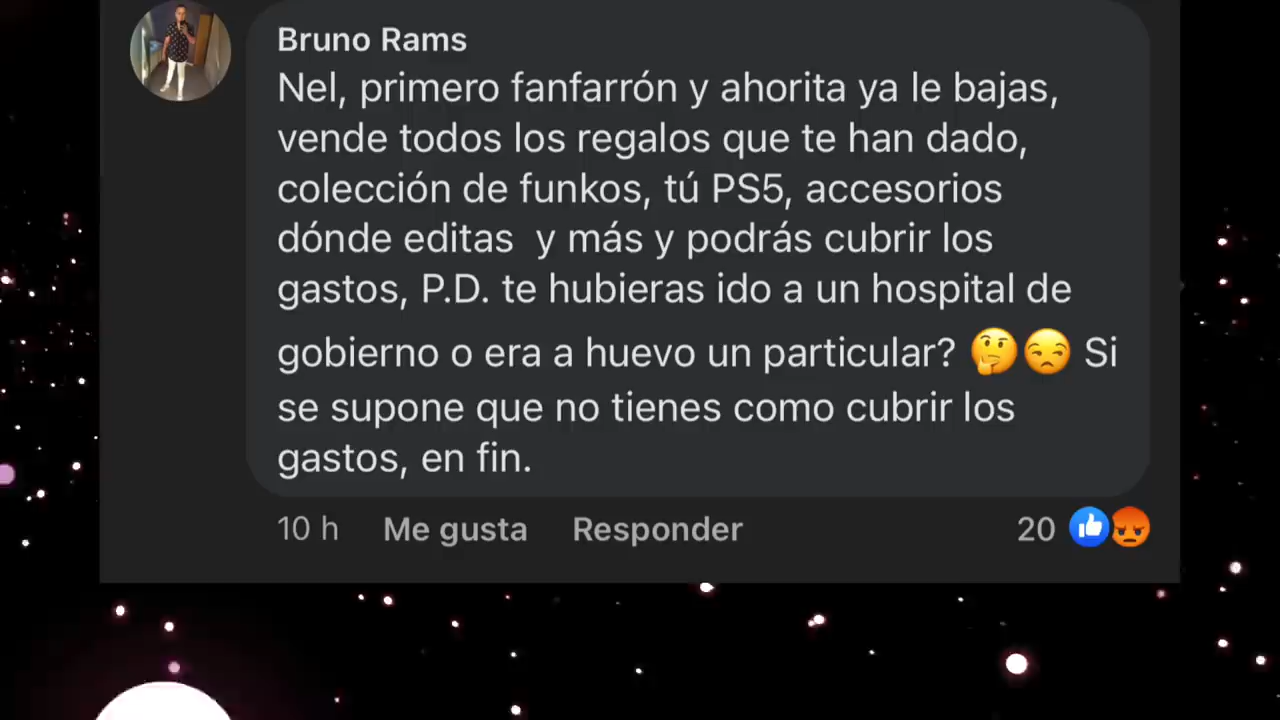 Bruno Rams
Nel, primero fanfarrón y ahorita ya le bajas,
vende todos los regalos que te han dado,
colección de funkos, tú PS5, accesorios
dónde editas y más y podrás cubrir los
gastos, P.D. te hubieras ido a un hospital de
gobierno o era a huevo un particular? 🤔😒 Si
se supone que no tienes como cubrir los
gastos, en fin.
10 h Me gusta Responder 20